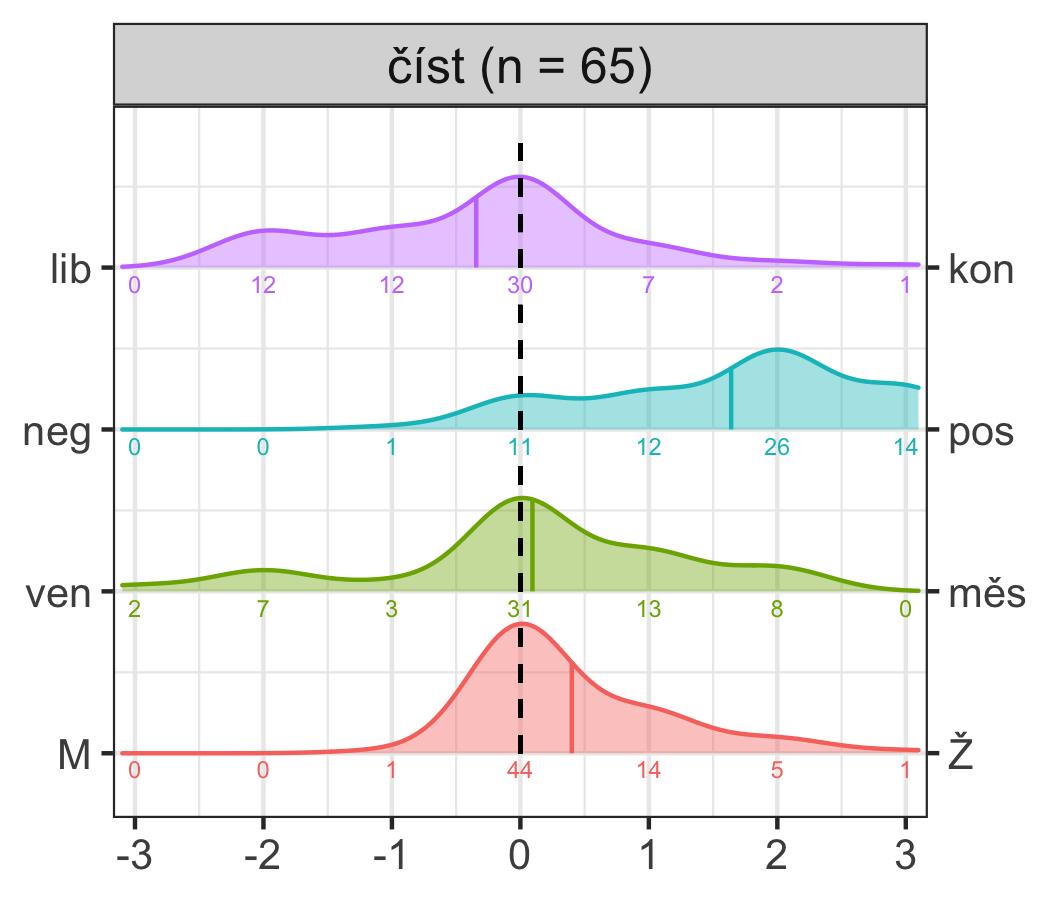 číst (n = 65)
lib kon
0 12 12 30 7 2 1
neg pos
0 0 1 11 12 26 14
ven měs
2 7 3 31 13 8 0
M Ž
0 0 1 44 14 5 1
-3 -2 -1 0 1 2 3